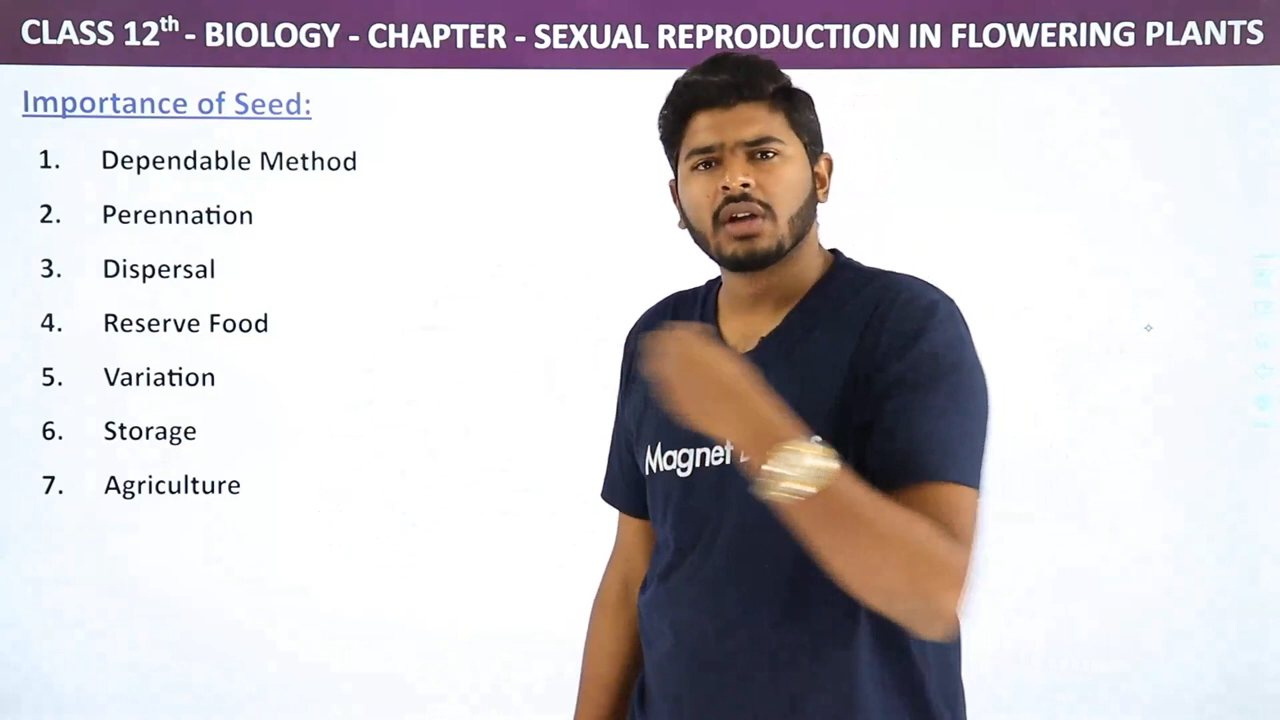 CLASS 12th - BIOLOGY - CHAPTER - SEXUAL REPRODUCTION IN FLOWERING PLANTS
Importance of Seed:
1. Dependable Method
2. Perennation
3. Dispersal
4. Reserve Food
5. Variation
6. Storage
7. Agriculture
Magnet